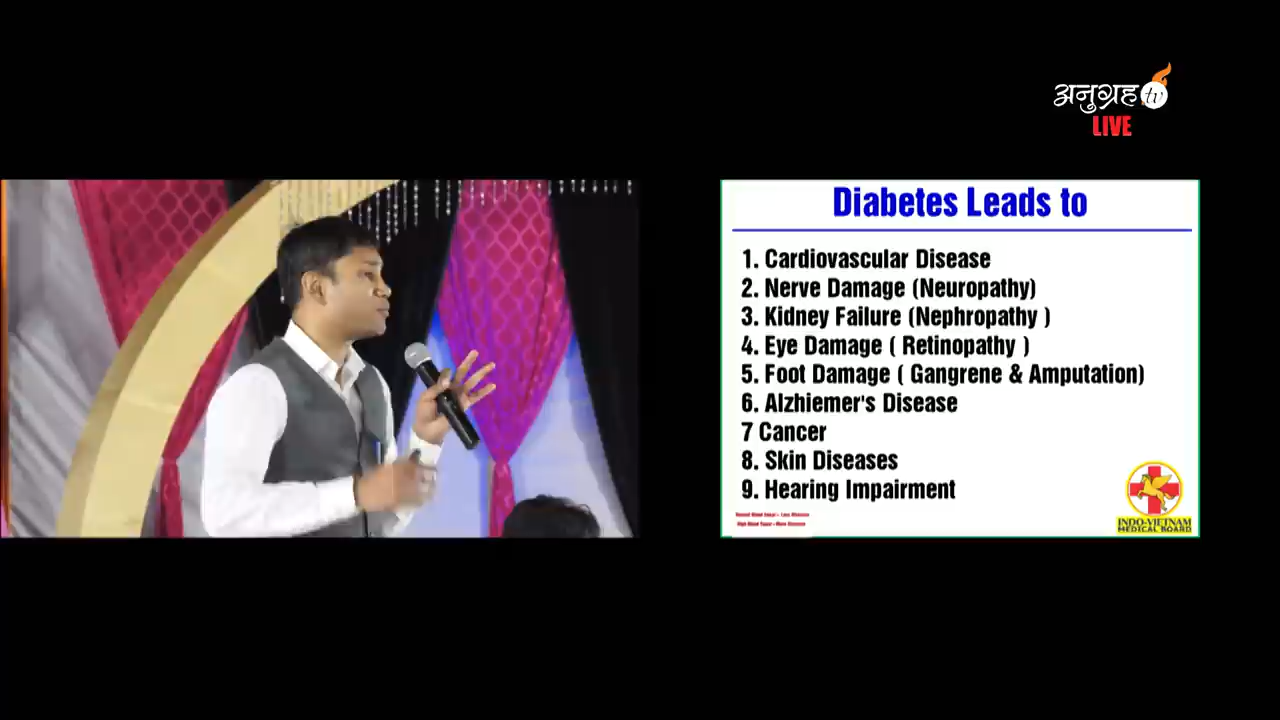 अनुग्रह tv
LIVE
Diabetes Leads to
1. Cardiovascular Disease
2. Nerve Damage (Neuropathy)
3. Kidney Failure (Nephropathy )
4. Eye Damage ( Retinopathy )
5. Foot Damage ( Gangrene & Amputation)
6. Alzhiemer's Disease
7 Cancer
8. Skin Diseases
9. Hearing Impairment
INDO-VIETNAM
MEDICAL BOARD